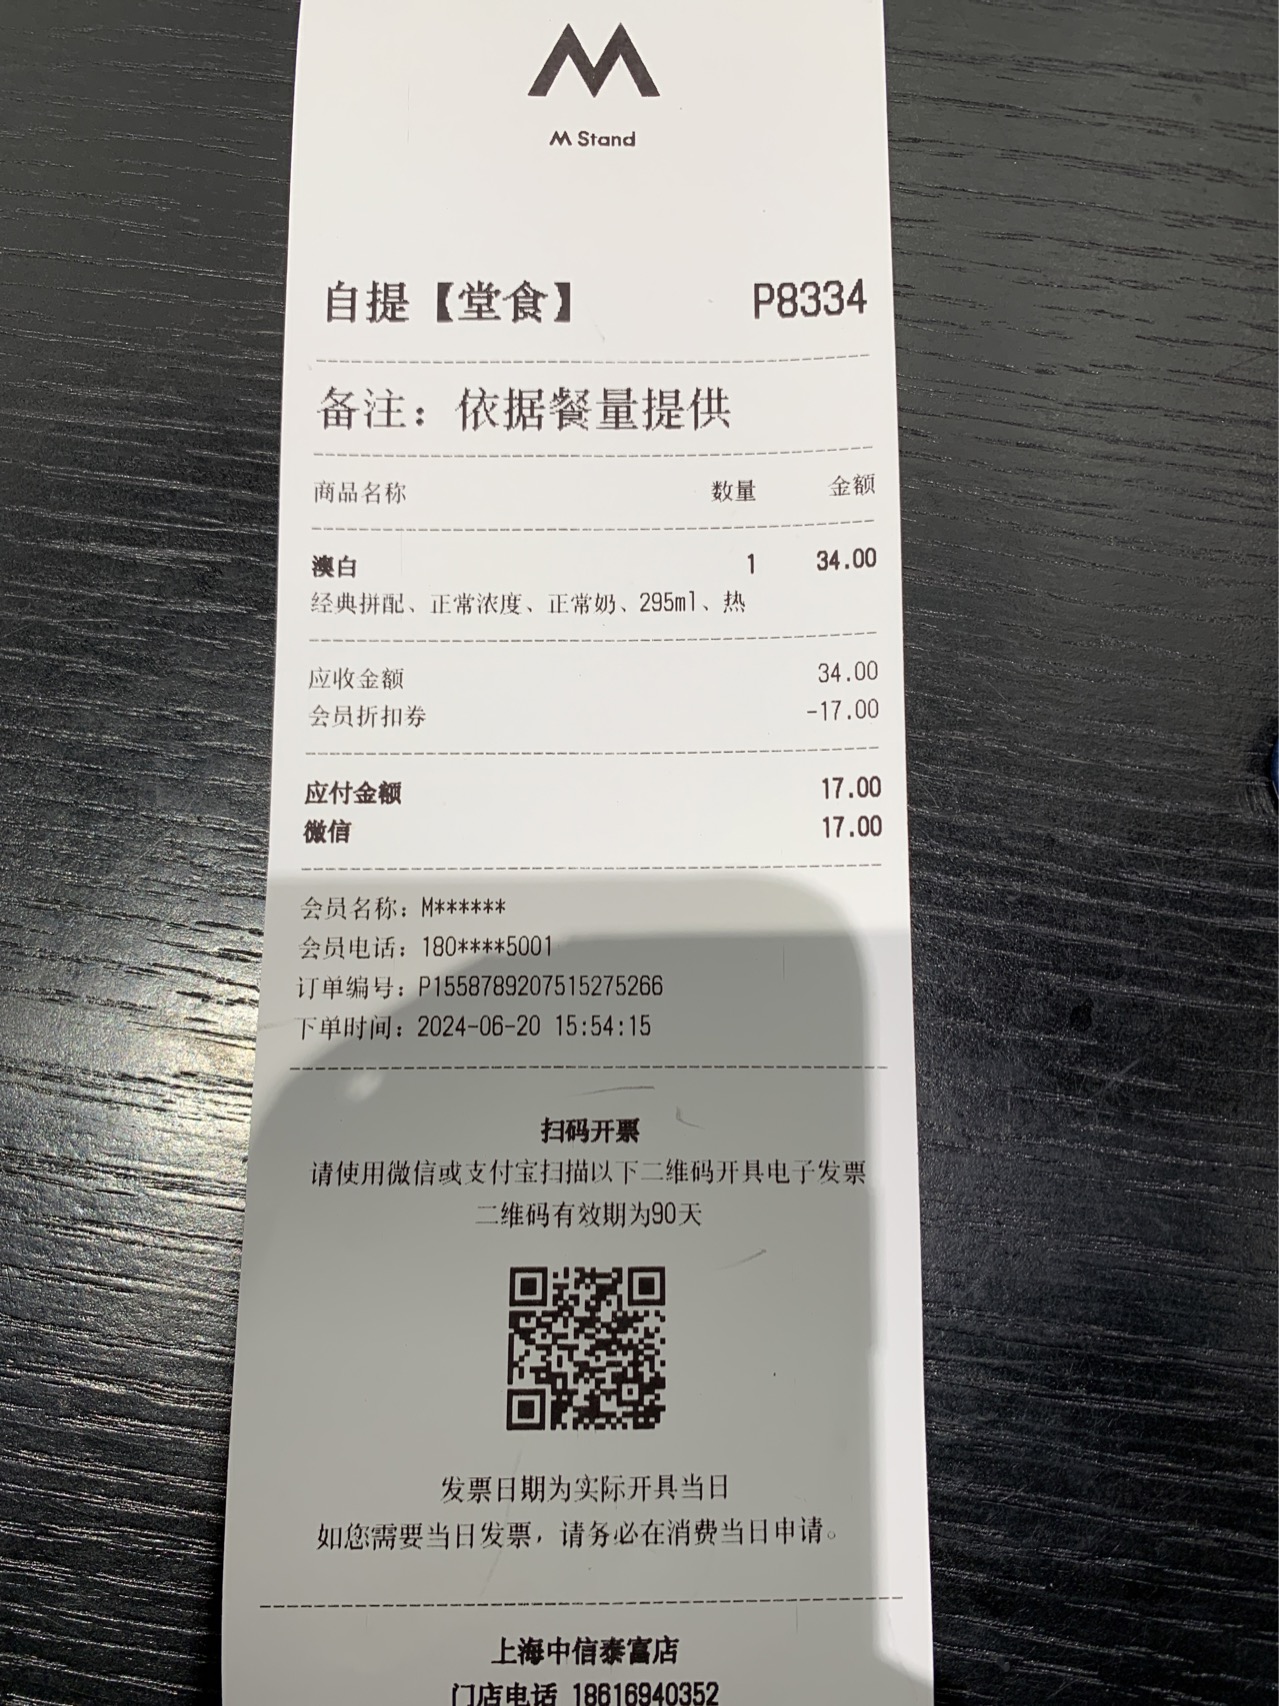 M Stand
自提【堂食】 P8334
备注：依据餐量提供
商品名称 数量 金额
澳白 1 34.00
经典拼配、正常浓度、正常奶、295ml、热
应收金额 34.00
会员折扣券 -17.00
应付金额 17.00
微信 17.00
会员名称：M******
会员电话：180****5001
订单编号：P1558789207515275266
下单时间：2024-06-20 15:54:15
扫码开票
请使用微信或支付宝扫描以下二维码开具电子发票
二维码有效期为90天
发票日期为实际开具当日
如您需要当日发票，请务必在消费当日申请。
上海中信泰富店
门店电话 18616940352